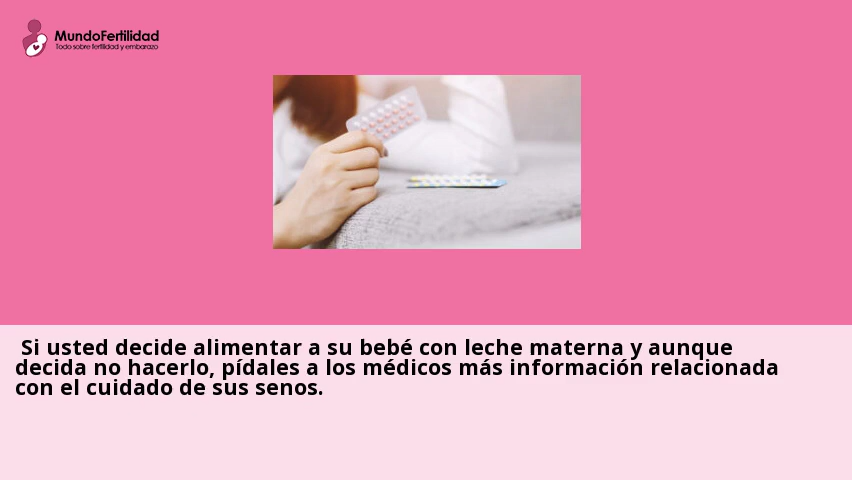 MundoFertilidad
Todo sobre fertilidad y embarazo
Si usted decide alimentar a su bebé con leche materna y aunque
decida no hacerlo, pídales a los médicos más información relacionada
con el cuidado de sus senos.